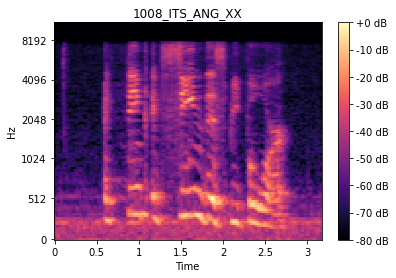 1008_ITS_ANG_XX
8192
4096
2048
1024
512
0
Hz
0
0.5
1
1.5
2
2.5
3
Time
+0 dB
-10 dB
-20 dB
-30 dB
-40 dB
-50 dB
-60 dB
-70 dB
-80 dB